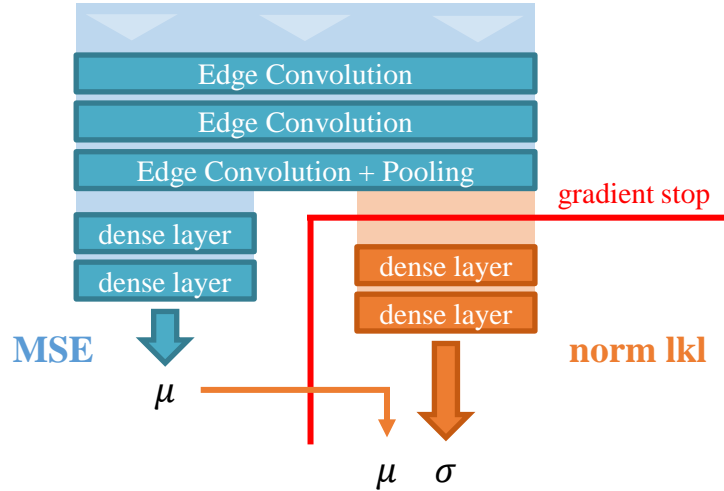 Edge Convolution
Edge Convolution
Edge Convolution + Pooling
gradient stop
dense layer
dense layer
dense layer
dense layer
MSE
norm lkl
μ
μ σ